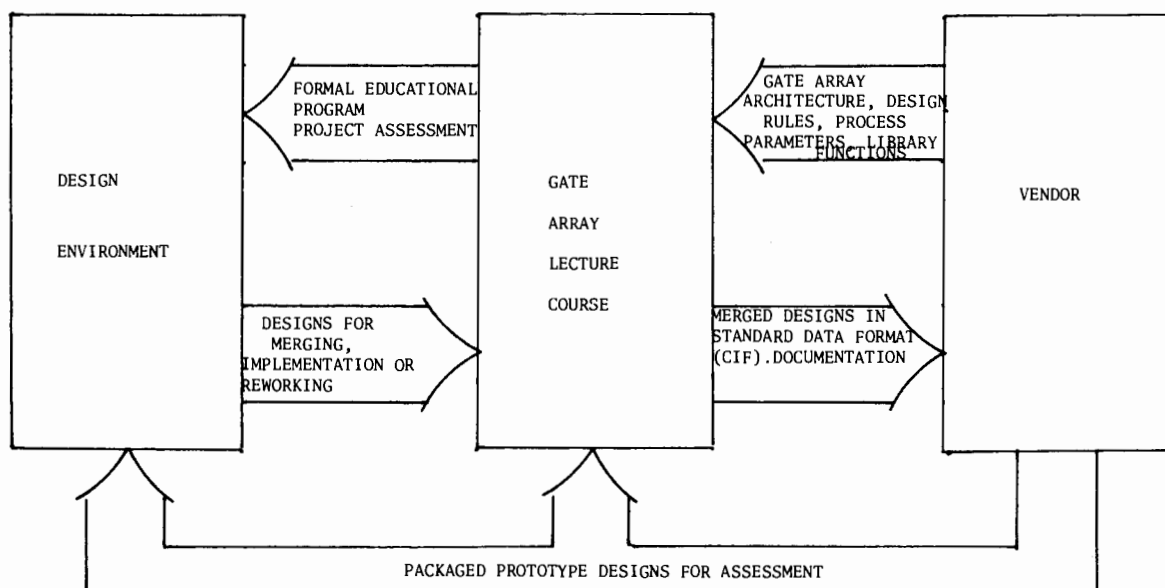 FORMAL EDUCATIONAL
PROGRAM
PROJECT ASSESSMENT
GATE ARRAY
ARCHITECTURE, DESIGN
RULES, PROCESS
PARAMETERS, LIBRARY
FUNCTIONS
DESIGN
ENVIRONMENT
GATE
ARRAY
LECTURE
COURSE
VENDOR
DESIGNS FOR
MERGING,
IMPLEMENTATION OR
REWORKING
MERGED DESIGNS IN
STANDARD DATA FORMAT
(CIF).DOCUMENTATION
PACKAGED PROTOTYPE DESIGNS FOR ASSESSMENT